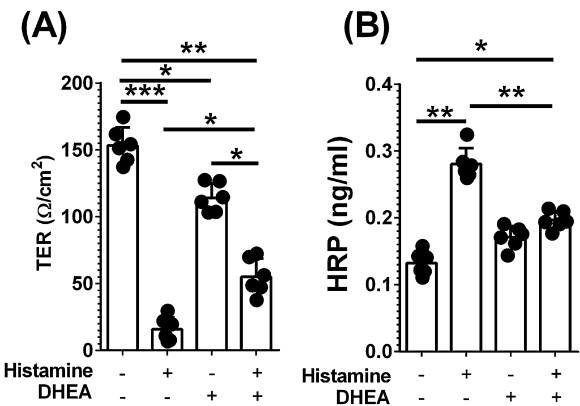 (A)
**
*
***
*
*
TER (Ω/cm²)
200
150
100
50
0
Histamine - + - +
DHEA - - + +
(B)
*
**
**
HRP (ng/ml)
0.4
0.3
0.2
0.1
0.0
Histamine - + - +
DHEA - - + +